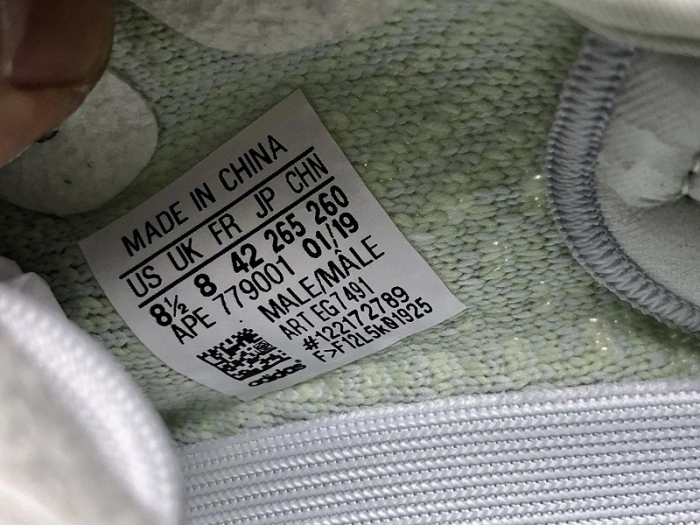 MADE IN CHINA
US UK FR JP CHN
8½ 8 42 265 260
APE 779001 01/19
MALE/MÂLE
ART EG7491
#122172789
F>F12L5K01925
adidas